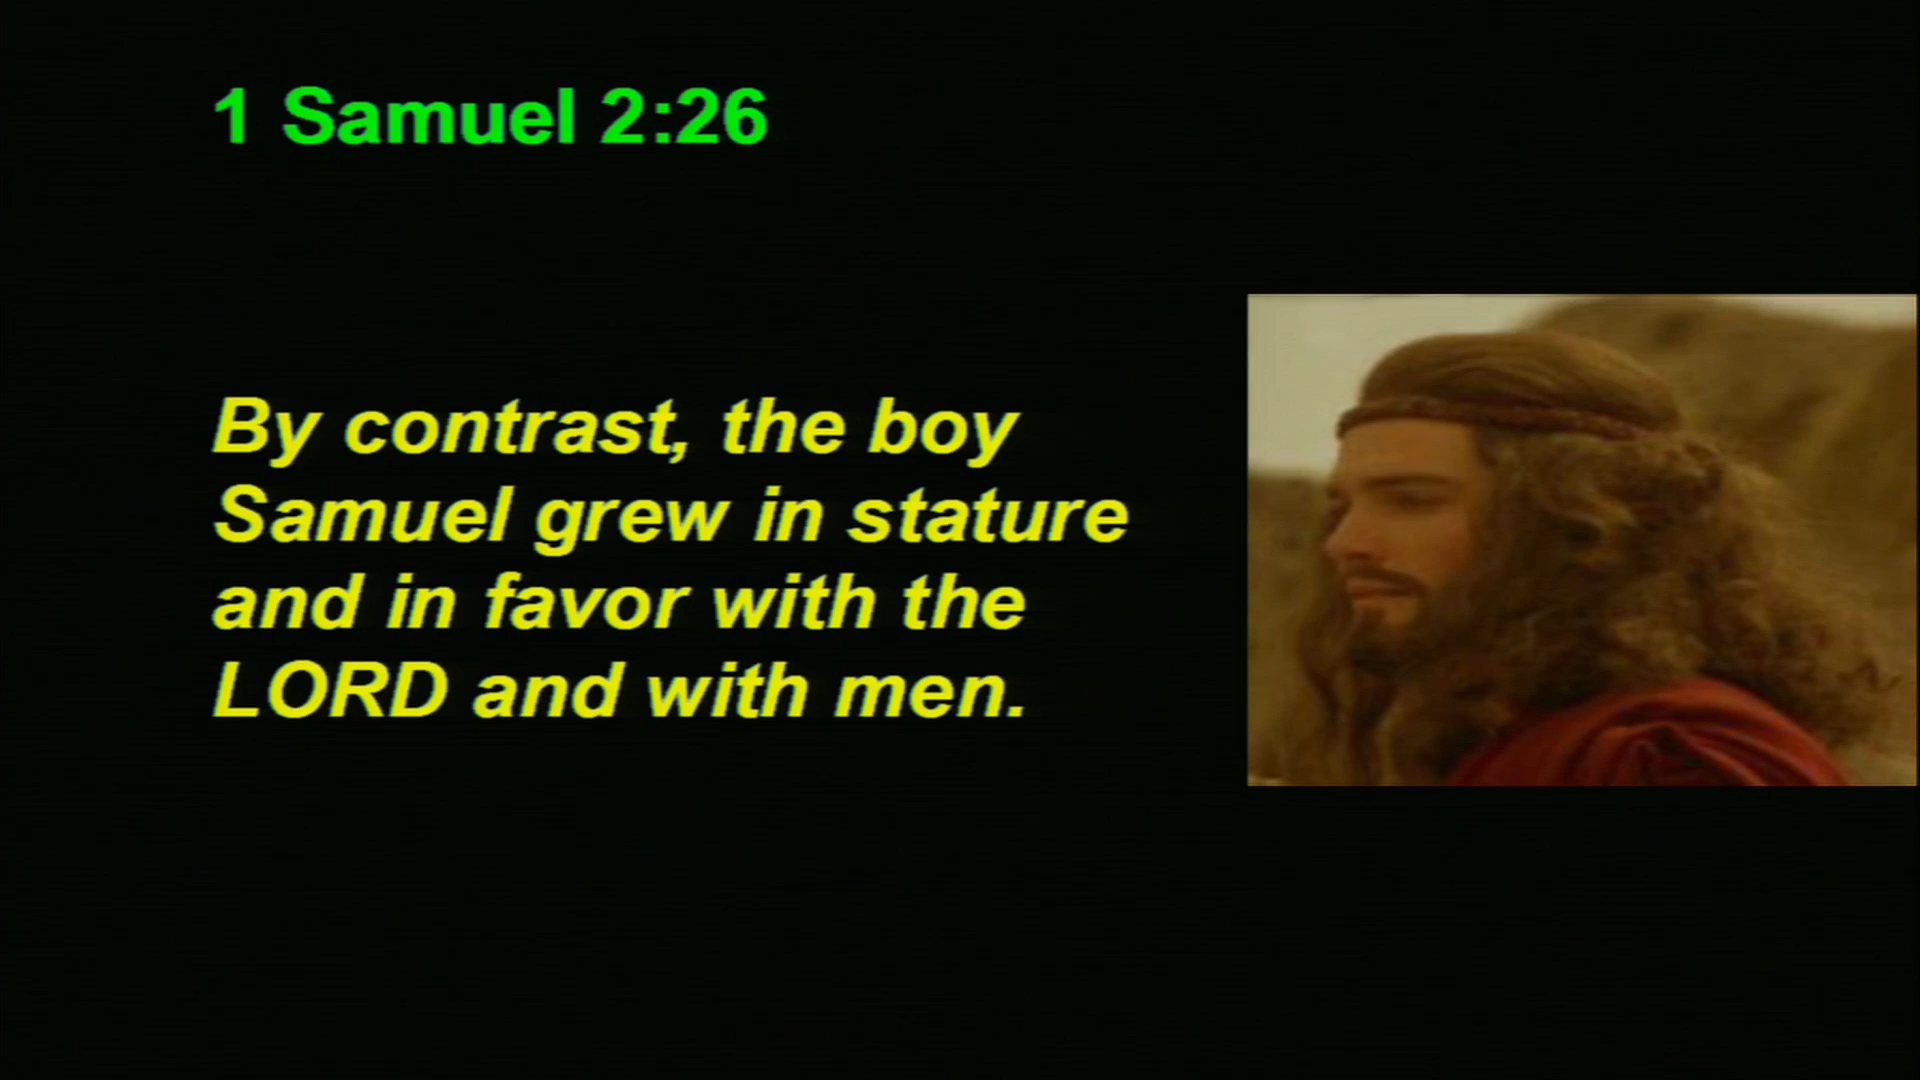 1 Samuel 2:26
By contrast, the boy
Samuel grew in stature
and in favor with the
LORD and with men.